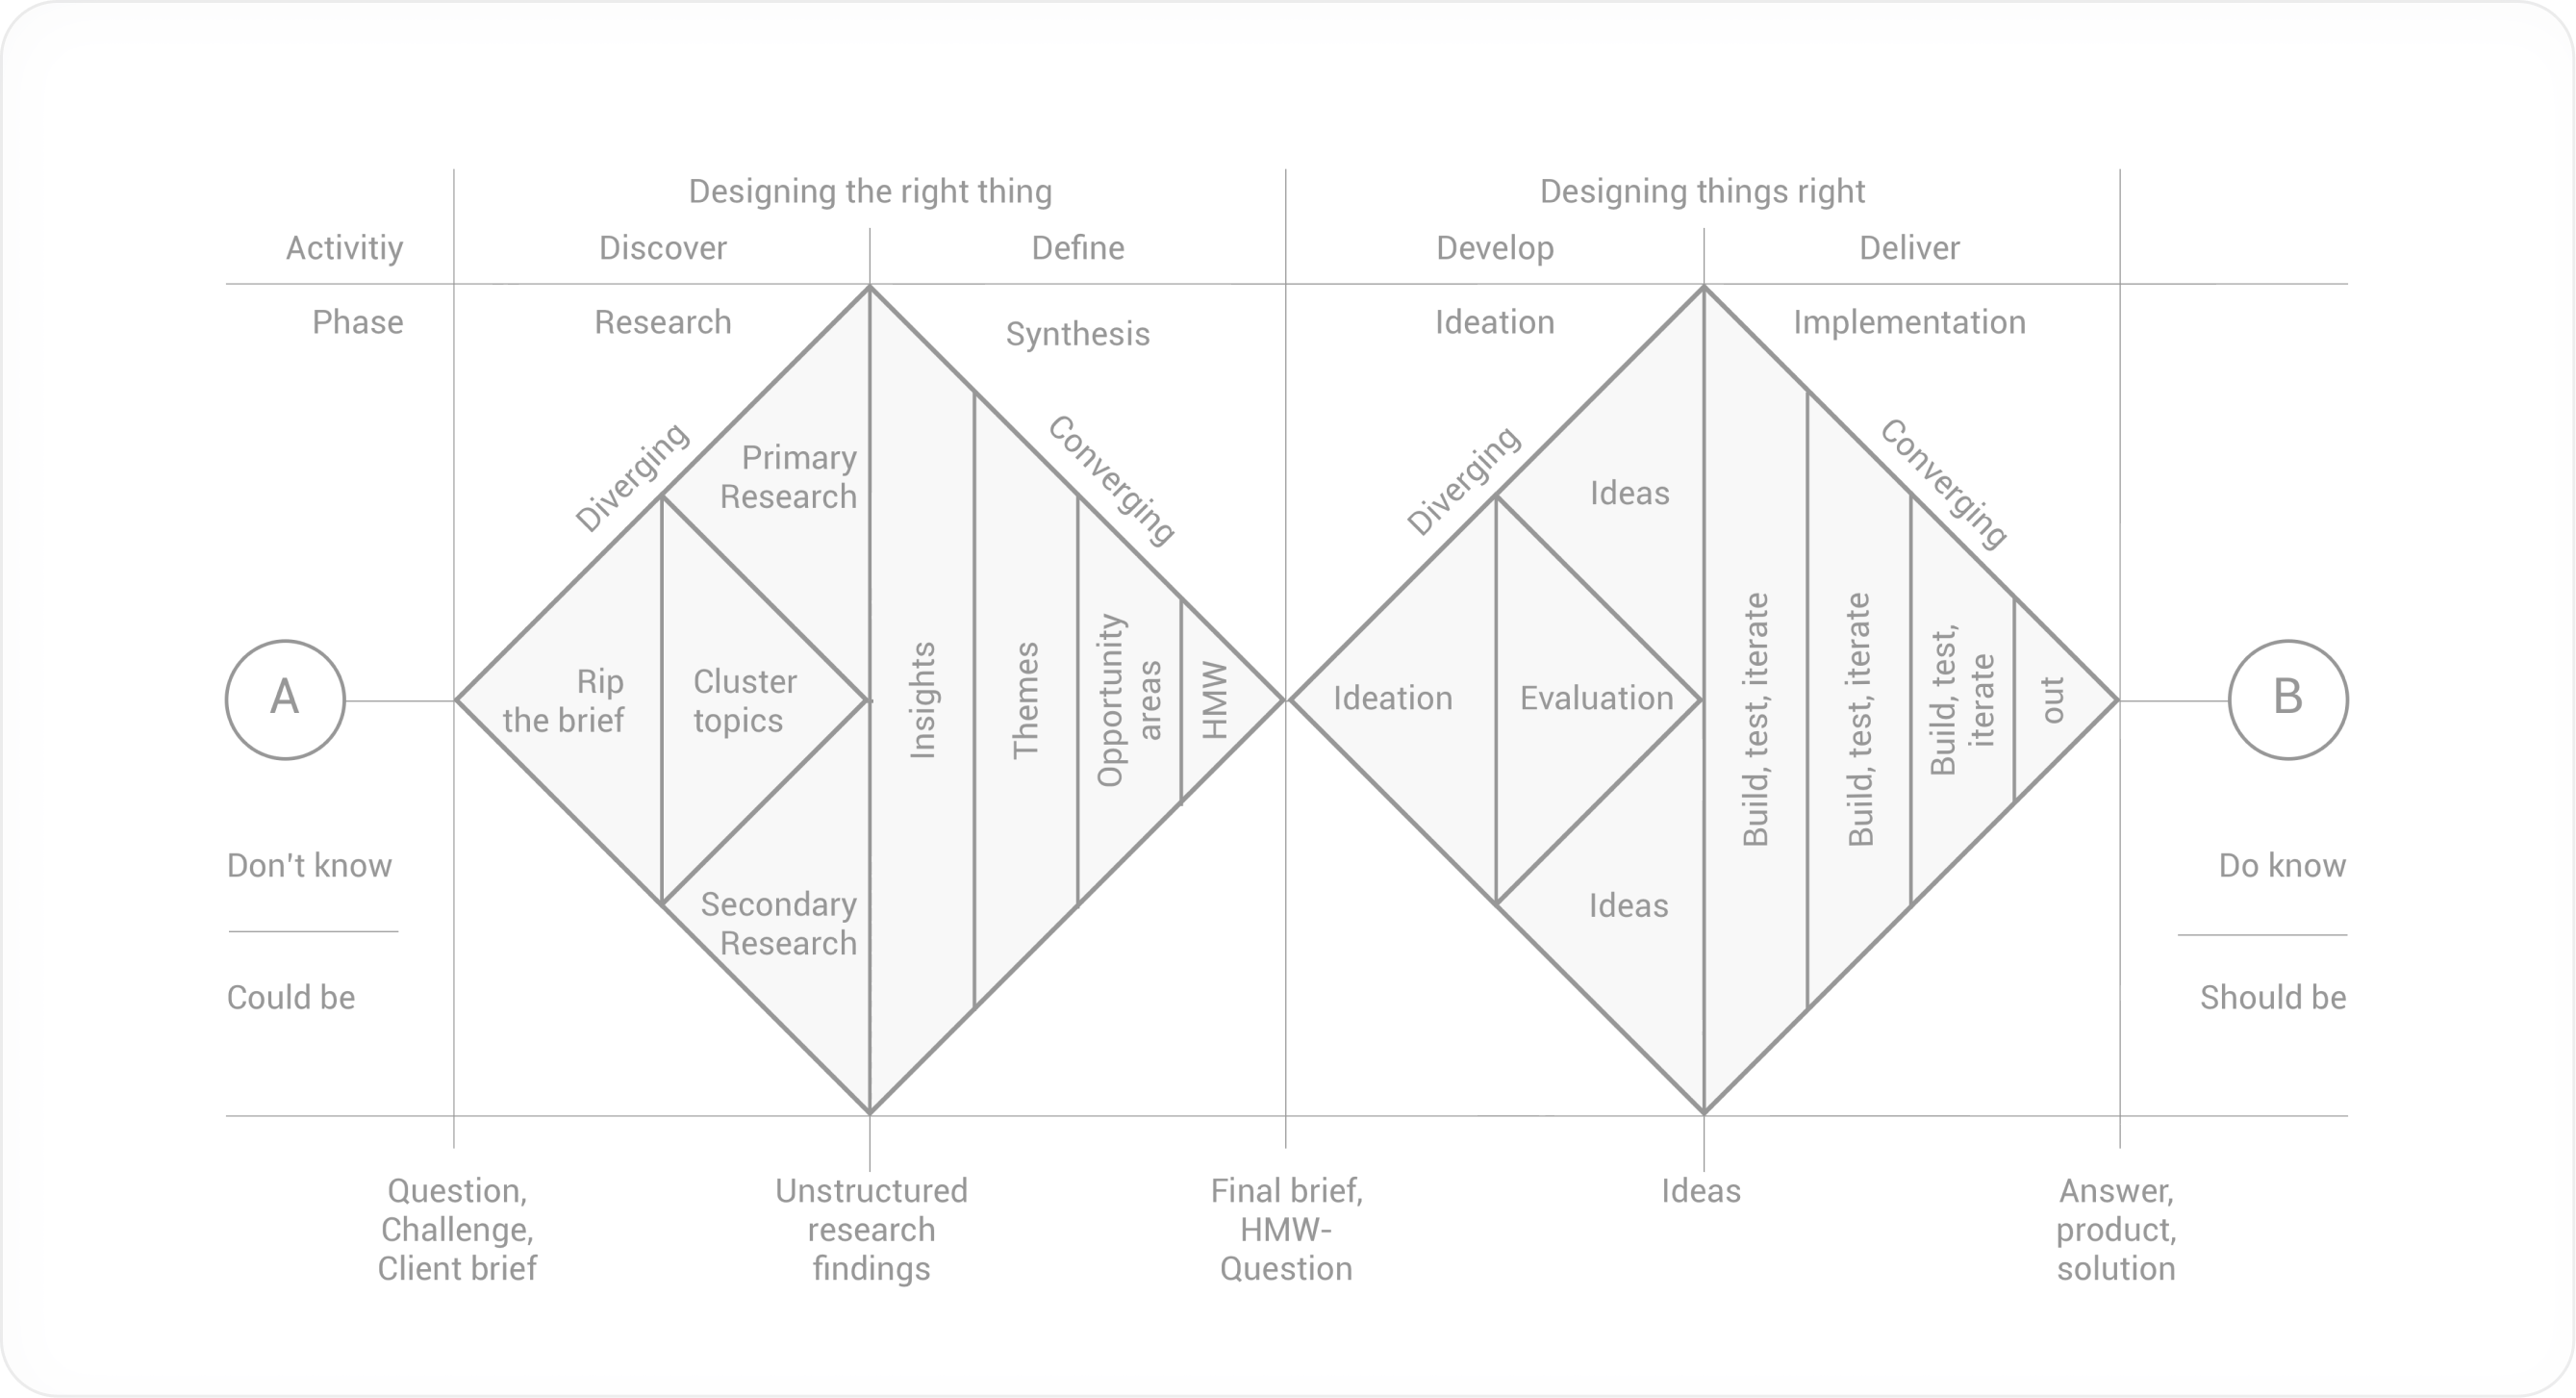 Designing the right thing
Designing things right
Activitiy
Discover
Define
Develop
Deliver
Phase
Research
Synthesis
Ideation
Implementation
Diverging
Converging
Diverging
Converging
Primary
Research
Ideas
A
Rip
the brief
Cluster
topics
Insights
Themes
Opportunity
areas
HMW
Ideation
Evaluation
Build, test, iterate
Build, test, iterate
Build, test,
iterate
out
B
Secondary
Research
Ideas
Don't know
Could be
Do know
Should be
Question,
Challenge,
Client brief
Unstructured
research
findings
Final brief,
HMW-
Question
Ideas
Answer,
product,
solution